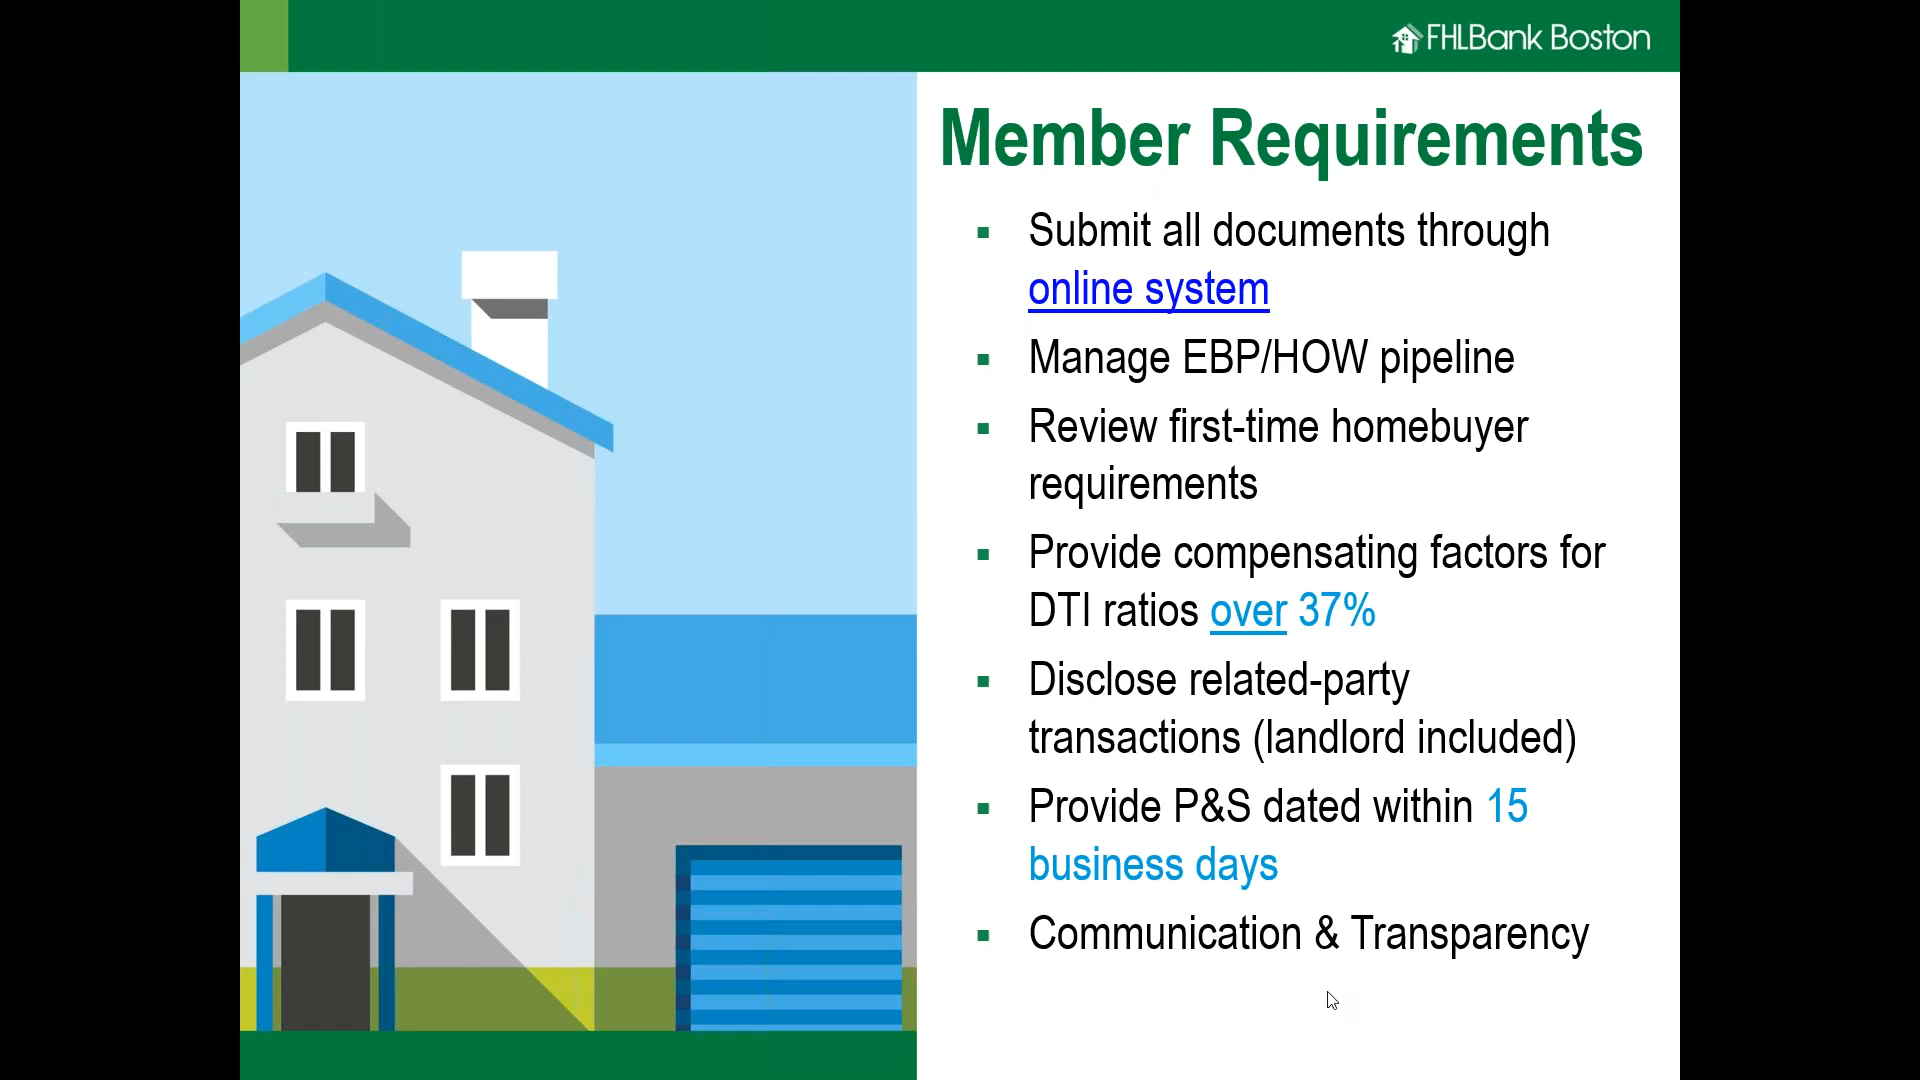 FHLBank Boston
Member Requirements
▪ Submit all documents through
online system
▪ Manage EBP/HOW pipeline
▪ Review first-time homebuyer
requirements
▪ Provide compensating factors for
DTI ratios over 37%
▪ Disclose related-party
transactions (landlord included)
▪ Provide P&S dated within 15
business days
▪ Communication & Transparency